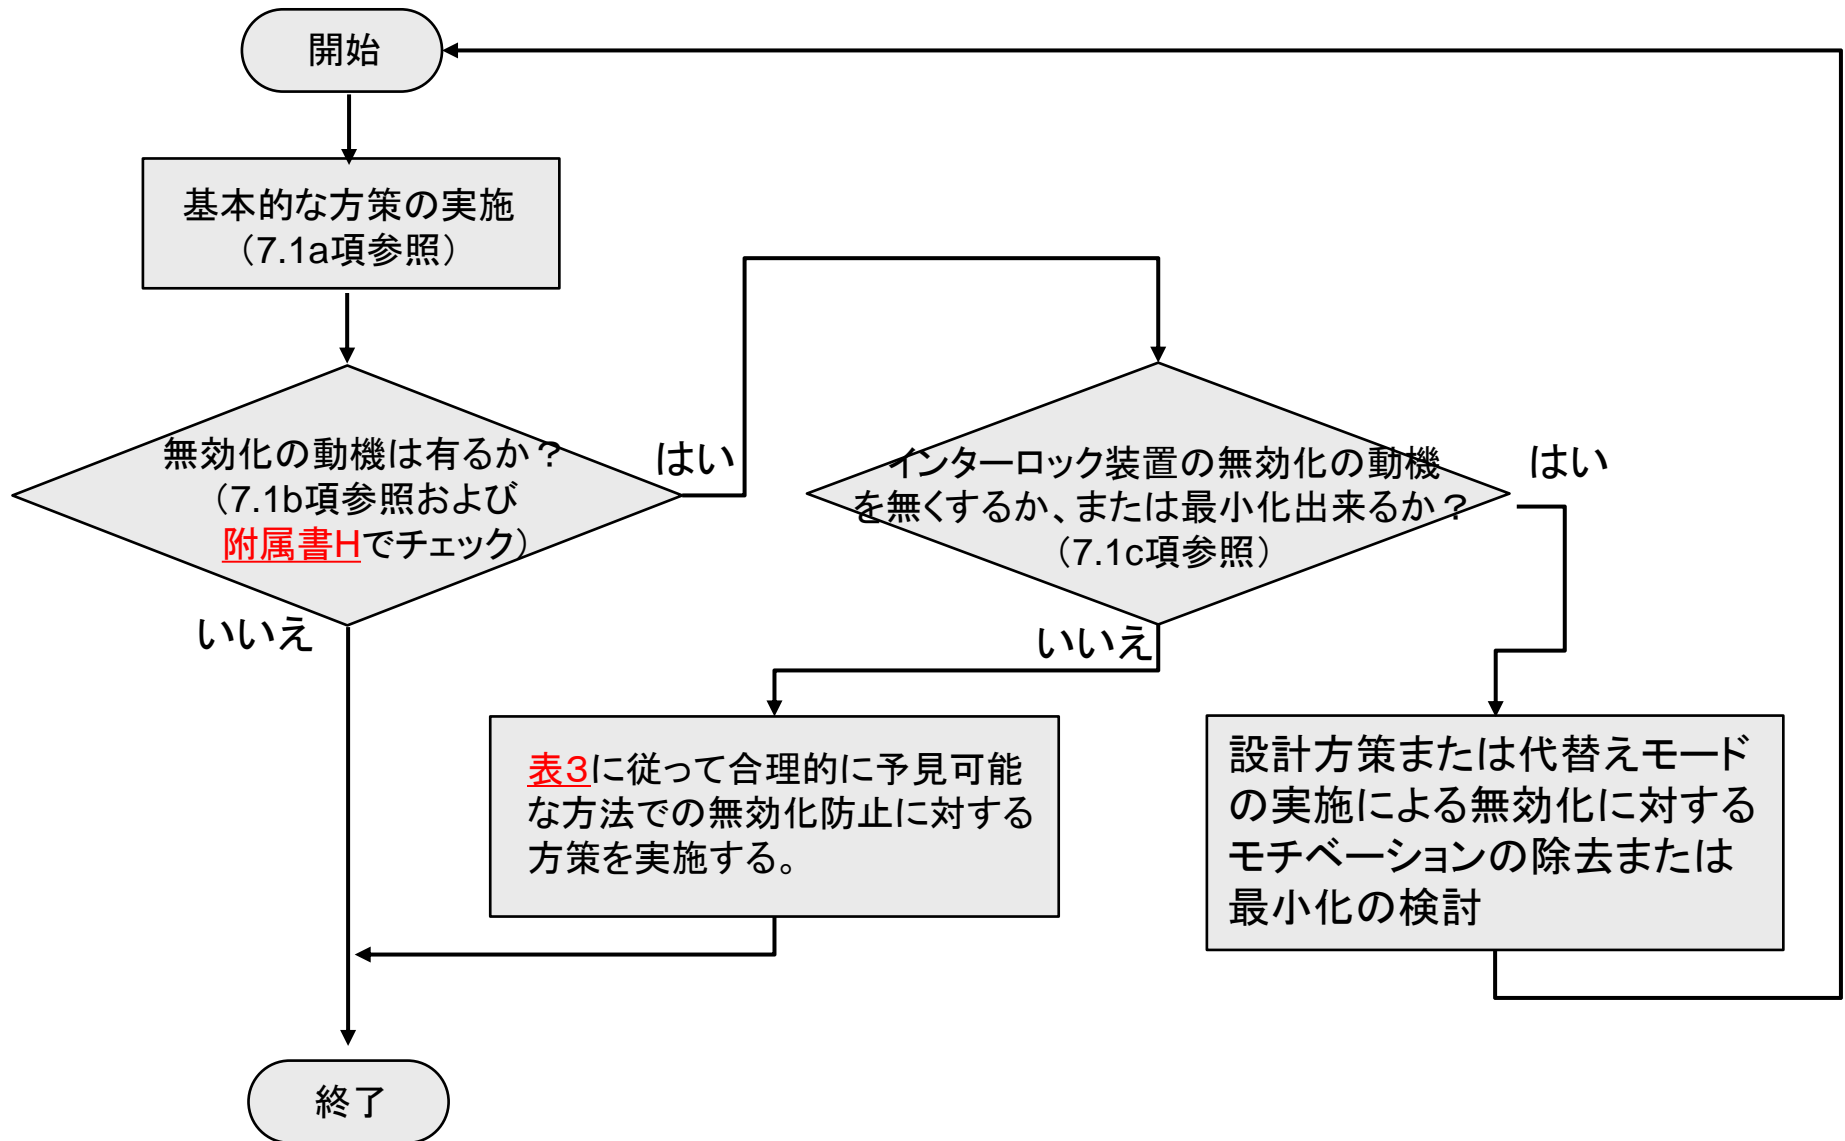 開始
基本的な方策の実施
（7.1a項参照）
無効化の動機は有るか？
（7.1b項参照および
附属書Hでチェック）
はい
いいえ
インターロック装置の無効化の動機
を無くするか、または最小化出来るか？
（7.1c項参照）
はい
いいえ
表3に従って合理的に予見可能
な方法での無効化防止に対する
方策を実施する。
設計方策または代替えモード
の実施による無効化に対する
モチベーションの除去または
最小化の検討
終了